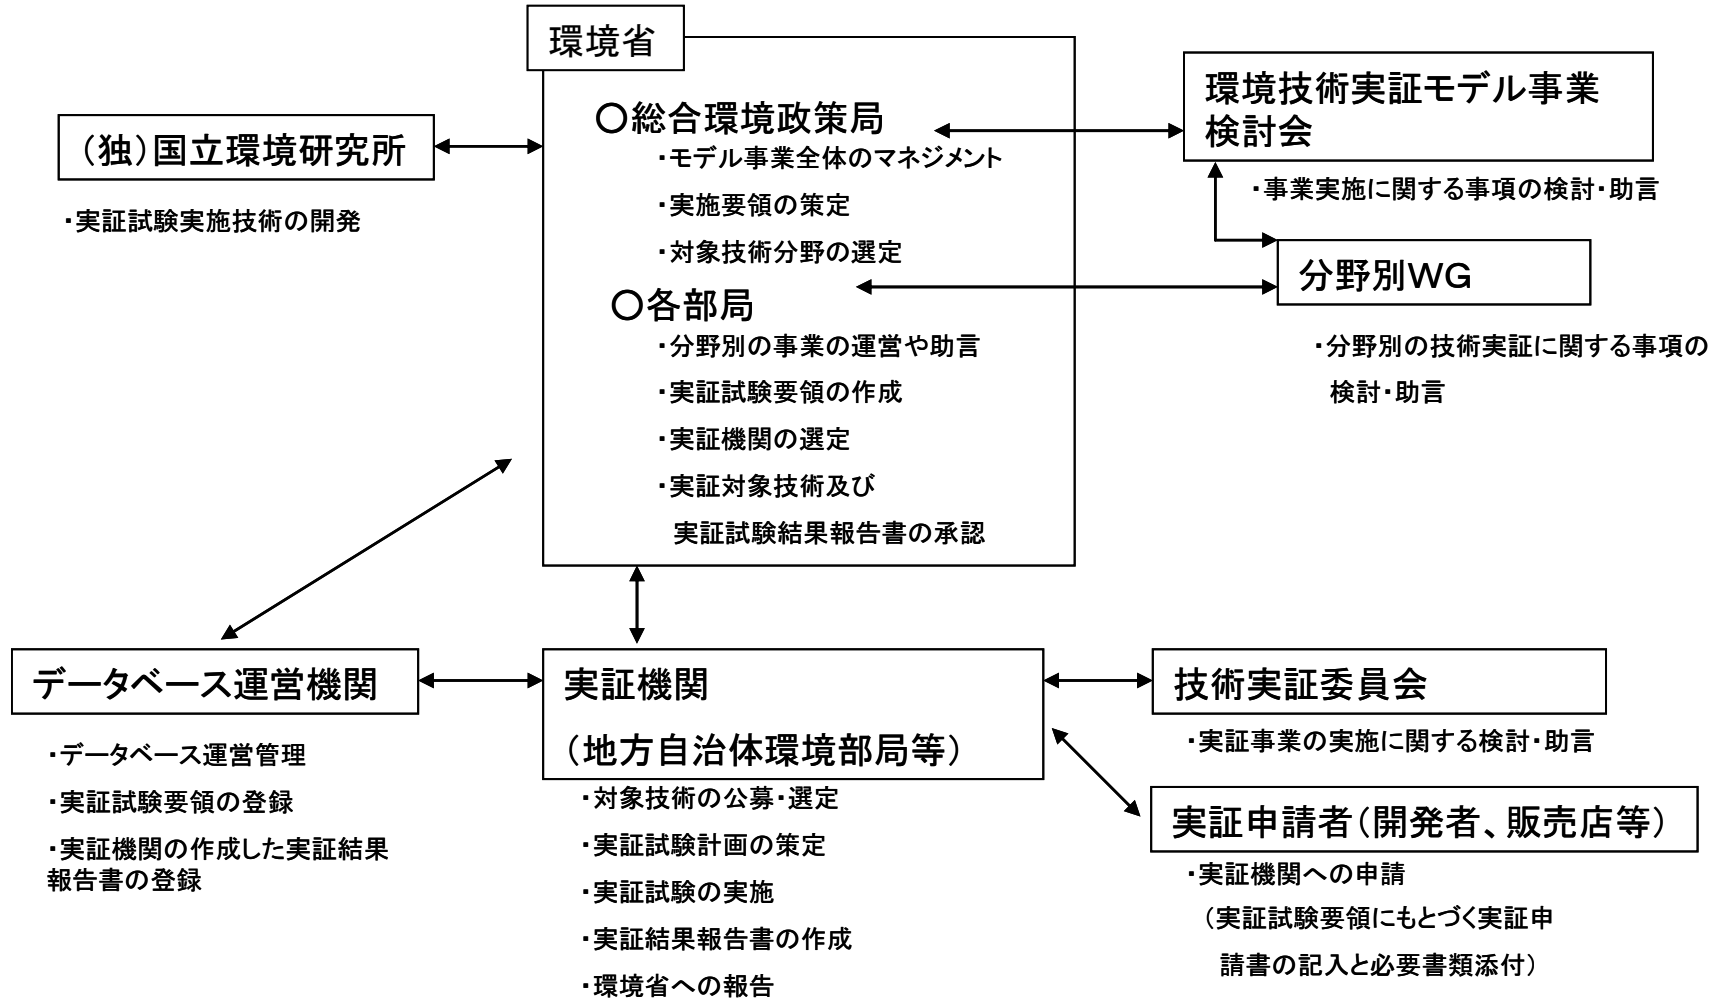 環境省
○総合環境政策局
・モデル事業全体のマネジメント
・実施要領の策定
・対象技術分野の選定
○各部局
・分野別の事業の運営や助言
・実証試験要領の作成
・実証機関の選定
・実証対象技術及び
実証試験結果報告書の承認
（独）国立環境研究所
・実証試験実施技術の開発
環境技術実証モデル事業
検討会
・事業実施に関する事項の検討・助言
分野別WG
・分野別の技術実証に関する事項の
検討・助言
データベース運営機関
・データベース運営管理
・実証試験要領の登録
・実証機関の作成した実証結果
報告書の登録
実証機関
（地方自治体環境部局等）
・対象技術の公募・選定
・実証試験計画の策定
・実証試験の実施
・実証結果報告書の作成
・環境省への報告
技術実証委員会
・実証事業の実施に関する検討・助言
実証申請者（開発者、販売店等）
・実証機関への申請
（実証試験要領にもとづく実証申
請書の記入と必要書類添付）